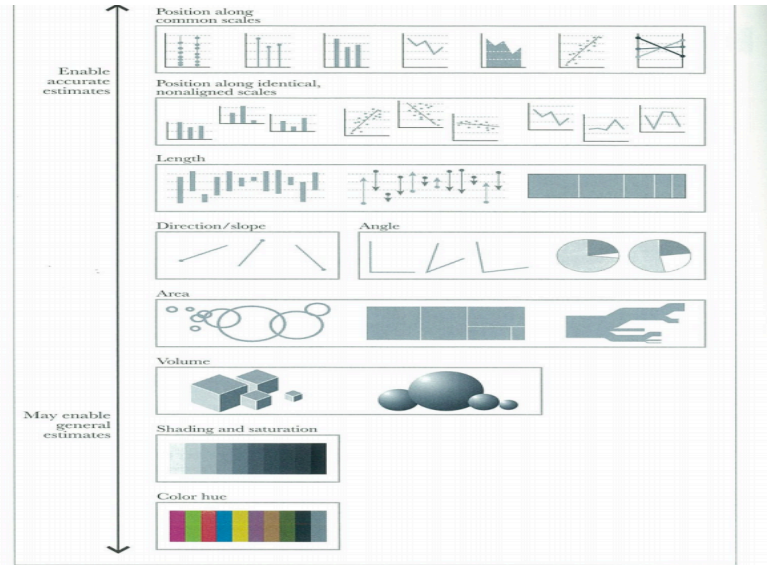 Position along
common scales
Enable
accurate
estimates
Position along identical,
nonaligned scales
Length
Direction/slope
Angle
Area
Volume
May enable
general
estimates
Shading and saturation
Color hue